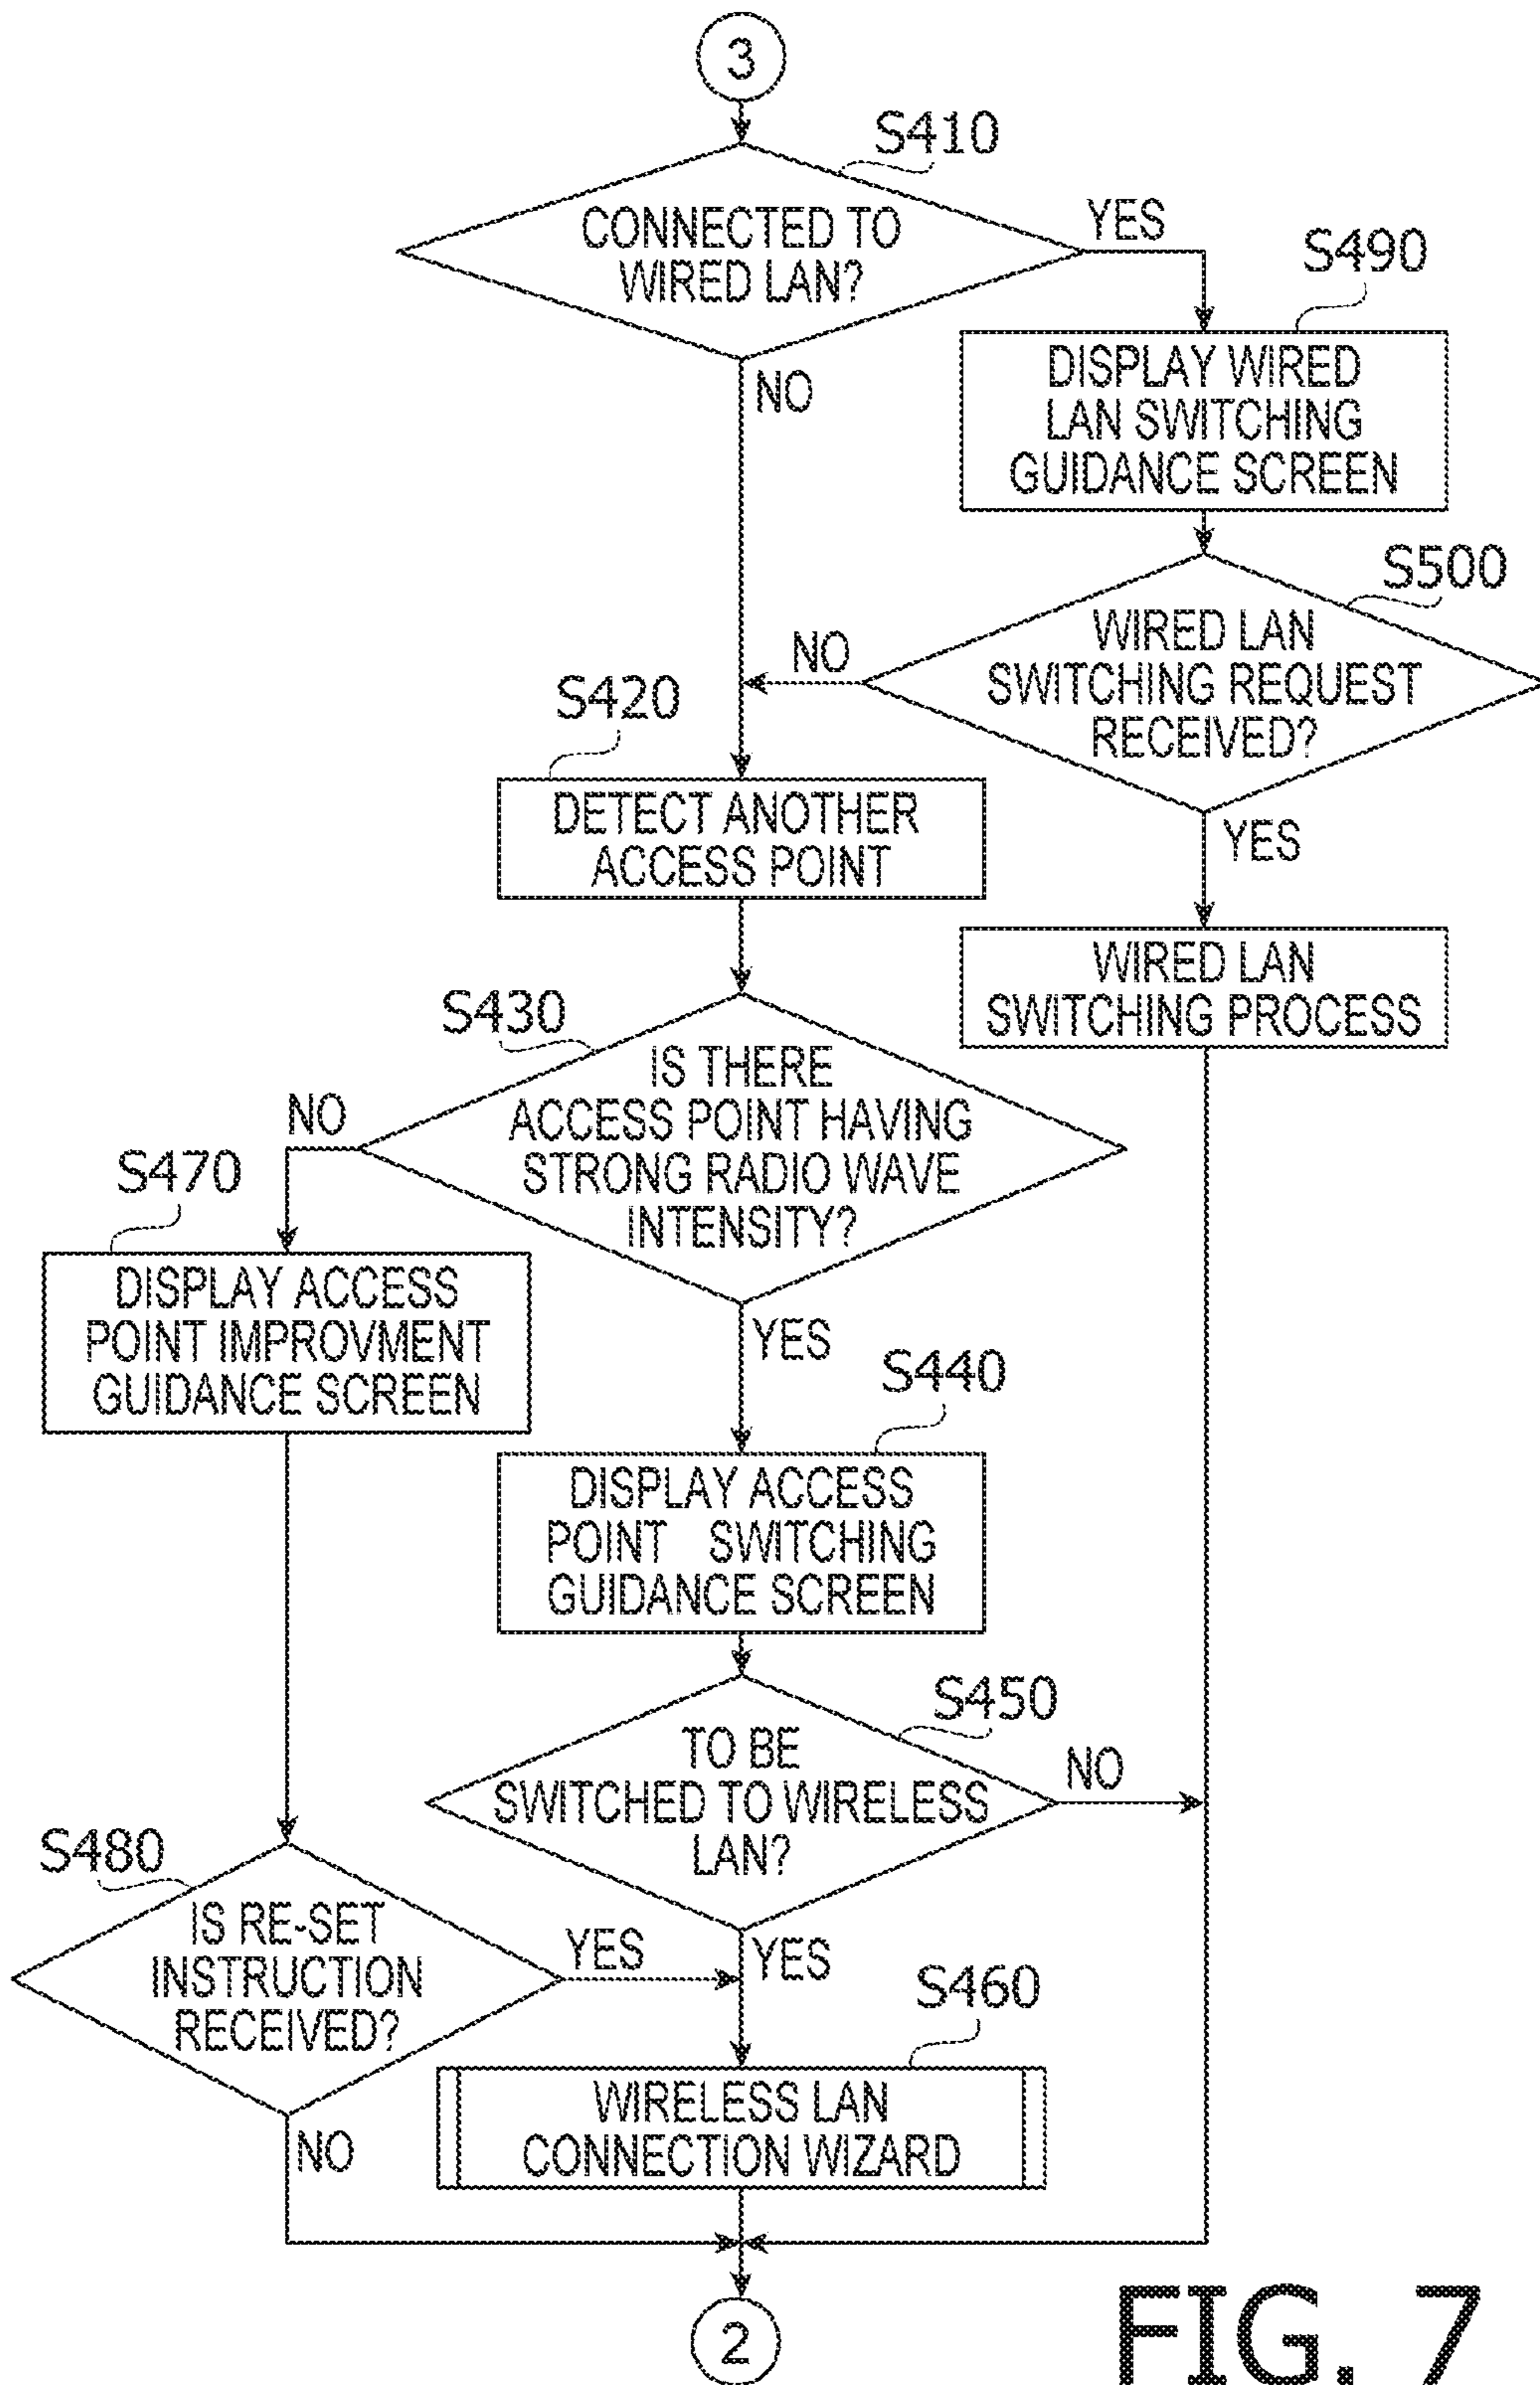 3
S410
CONNECTED TO
WIRED LAN?
YES
NO
S490
DISPLAY WIRED
LAN SWITCHING
GUIDANCE SCREEN
S500
WIRED LAN
SWITCHING REQUEST
RECEIVED?
NO
YES
S420
DETECT ANOTHER
ACCESS POINT
WIRED LAN
SWITCHING PROCESS
S430
IS THERE
ACCESS POINT HAVING
STRONG RADIO WAVE
INTENSITY?
NO
YES
S470
DISPLAY ACCESS
POINT IMPROVMENT
GUIDANCE SCREEN
S440
DISPLAY ACCESS
POINT SWITCHING
GUIDANCE SCREEN
S450
TO BE
SWITCHED TO WIRELESS
LAN?
NO
YES
S480
IS RE-SET
INSTRUCTION
RECEIVED?
YES
NO
S460
WIRELESS LAN
CONNECTION WIZARD
2
FIG. 7